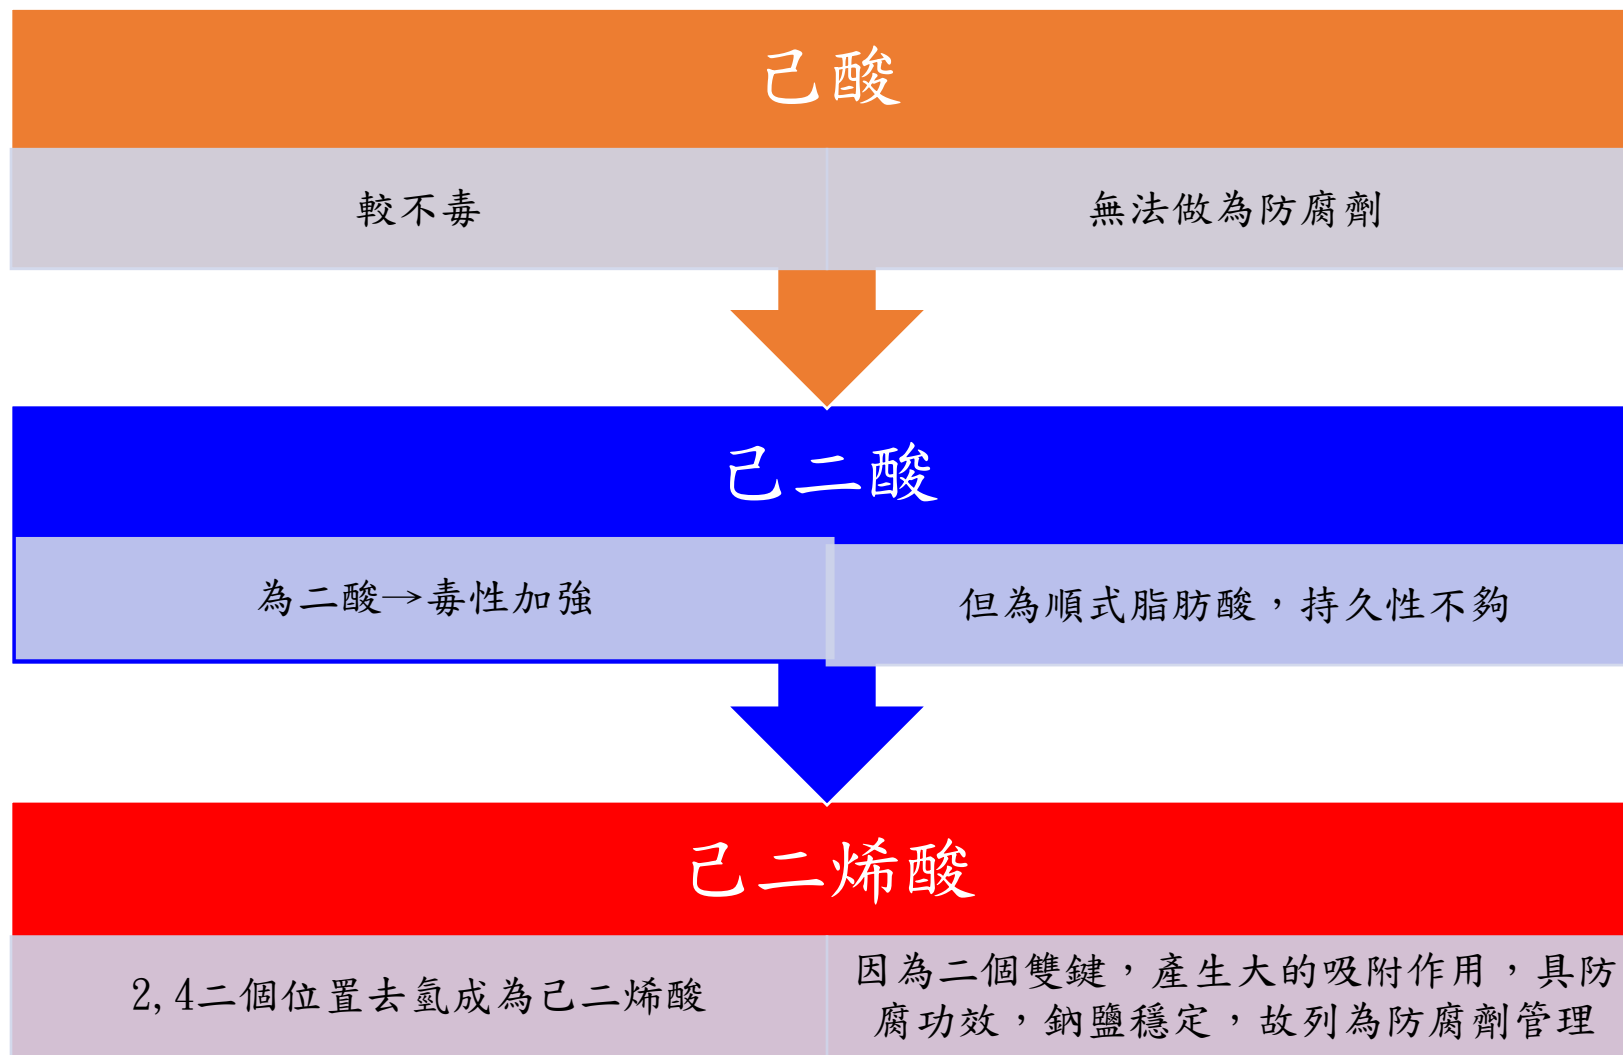 己酸
較不毒
無法做為防腐劑
己二酸
為二酸→毒性加強
但為順式脂肪酸，持久性不夠
己二烯酸
2,4二個位置去氫成為己二烯酸
因為二個雙鍵，產生大的吸附作用，具防
腐功效，鈉鹽穩定，故列為防腐劑管理